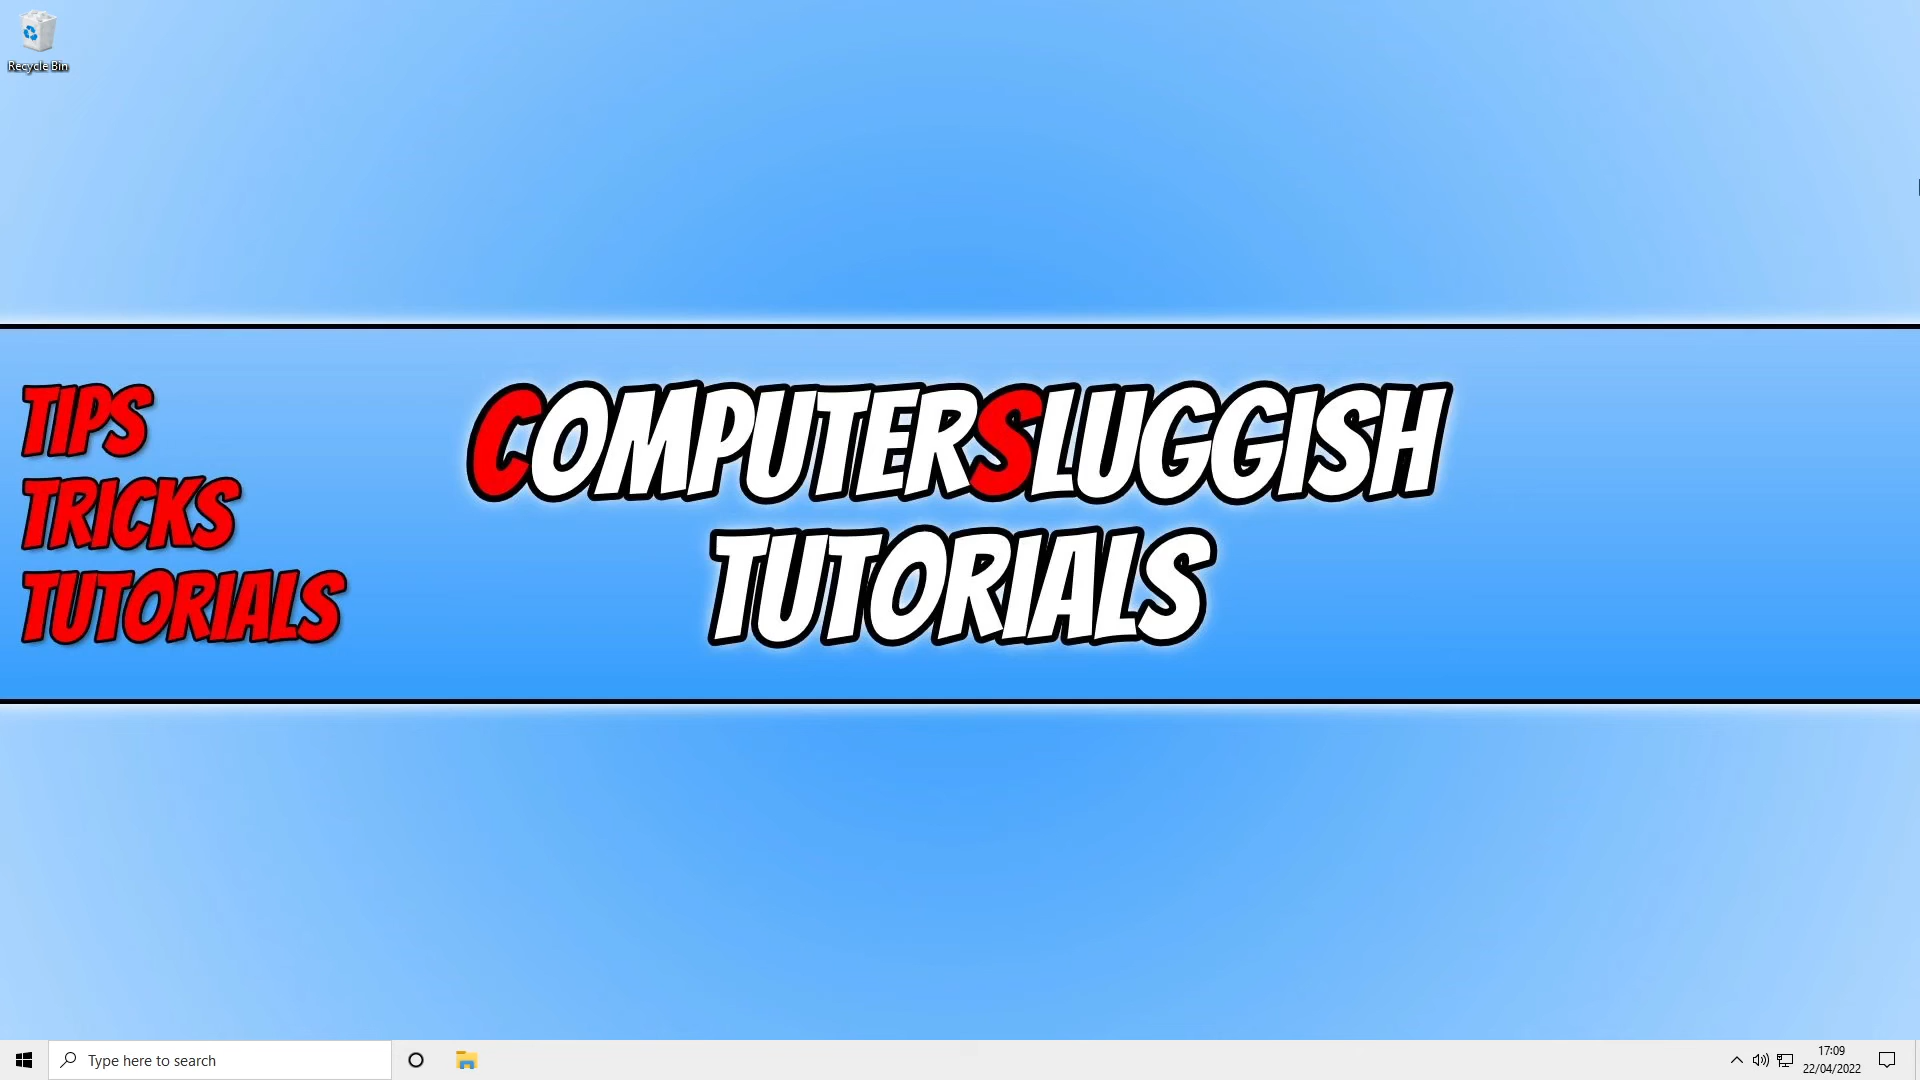 Recycle Bin
TIPS
TRICKS
TUTORIALS
COMPUTERSLUGGISH
TUTORIALS
Type here to search
17:09
22/04/2022